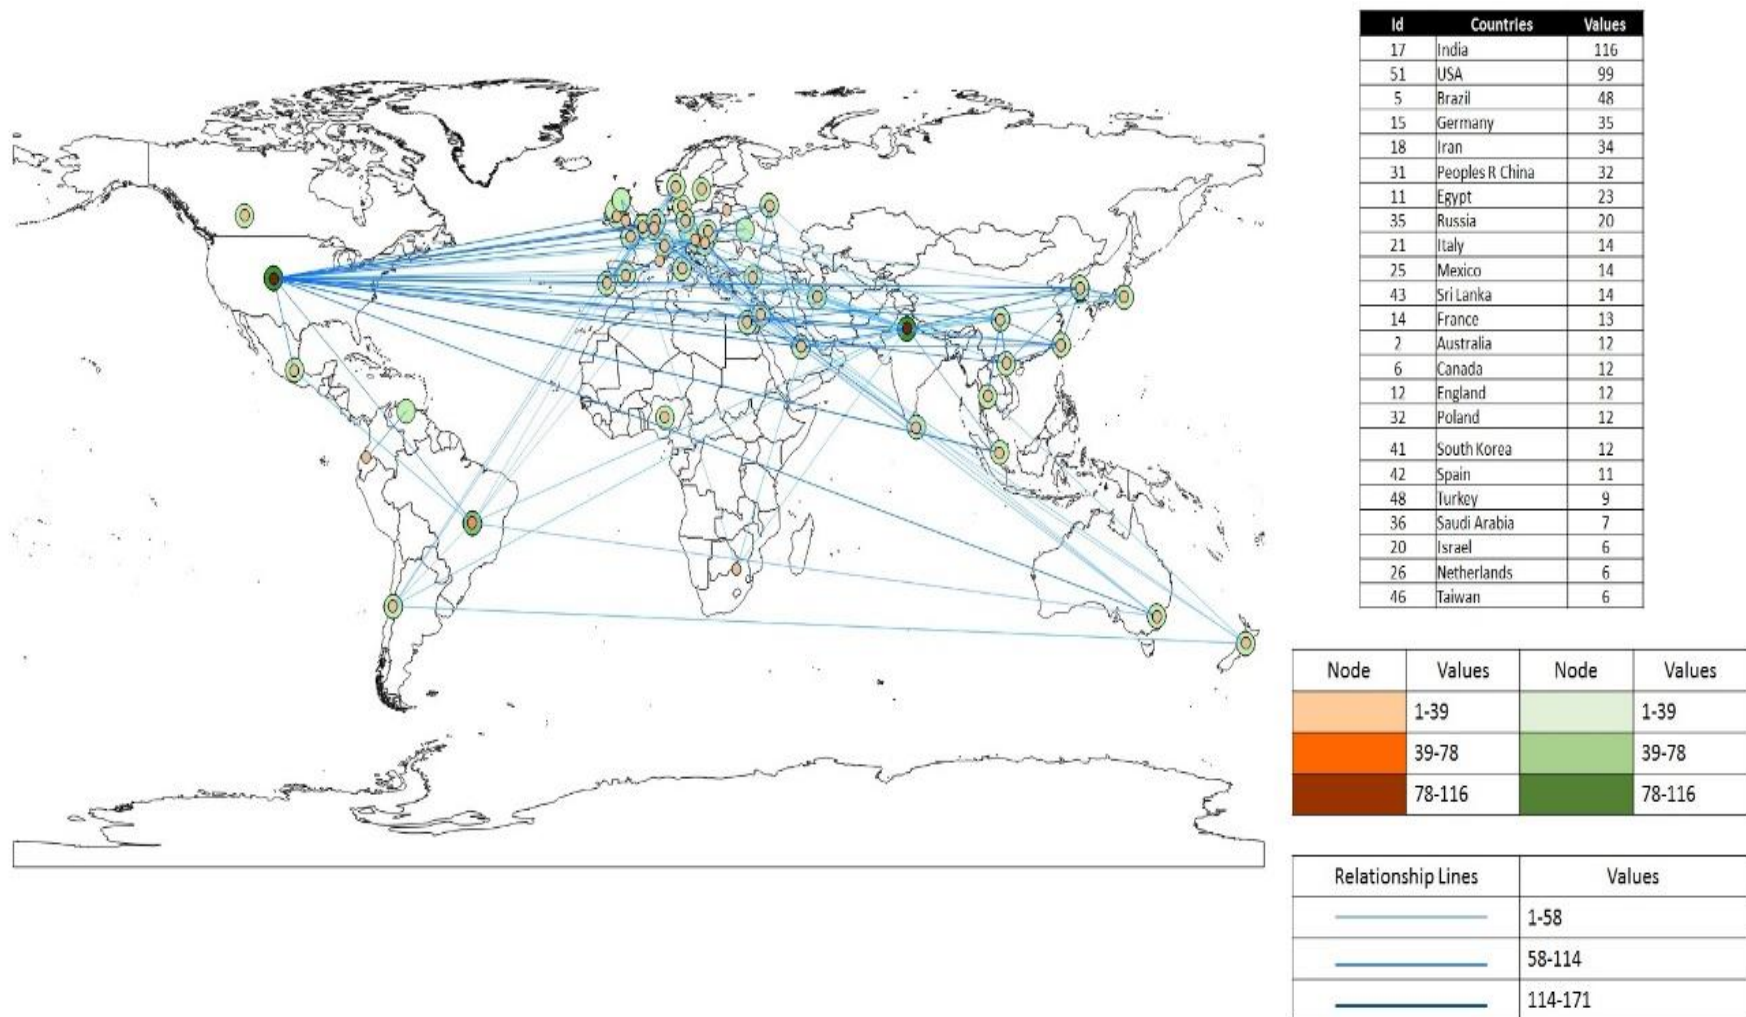 Id Countries Values
17 India 116
51 USA 99
5 Brazil 48
15 Germany 35
18 Iran 34
31 Peoples R China 32
11 Egypt 23
35 Russia 20
21 Italy 14
25 Mexico 14
43 Sri Lanka 14
14 France 13
2 Australia 12
6 Canada 12
12 England 12
32 Poland 12
41 South Korea 12
42 Spain 11
48 Turkey 9
36 Saudi Arabia 7
20 Israel 6
26 Netherlands 6
46 Taiwan 6
Node Values Node Values
1-39 1-39
39-78 39-78
78-116 78-116
Relationship Lines Values
1-58
58-114
114-171